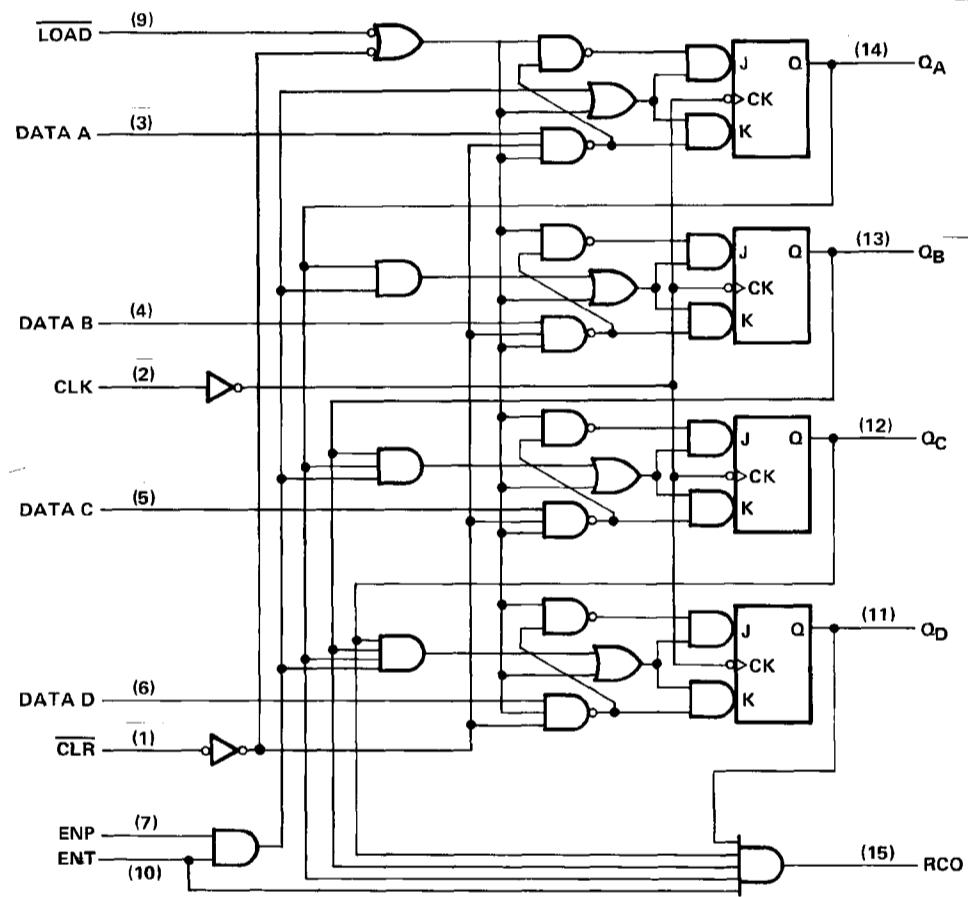 LOAD (9)
DATA A (3)
DATA B (4)
CLK (2)
DATA C (5)
DATA D (6)
CLR (1)
ENP (7)
ENT (10)
J Q (14) QA
CK
K
J Q (13) QB
CK
K
J Q (12) QC
CK
K
J Q (11) QD
CK
K
(15) RCO